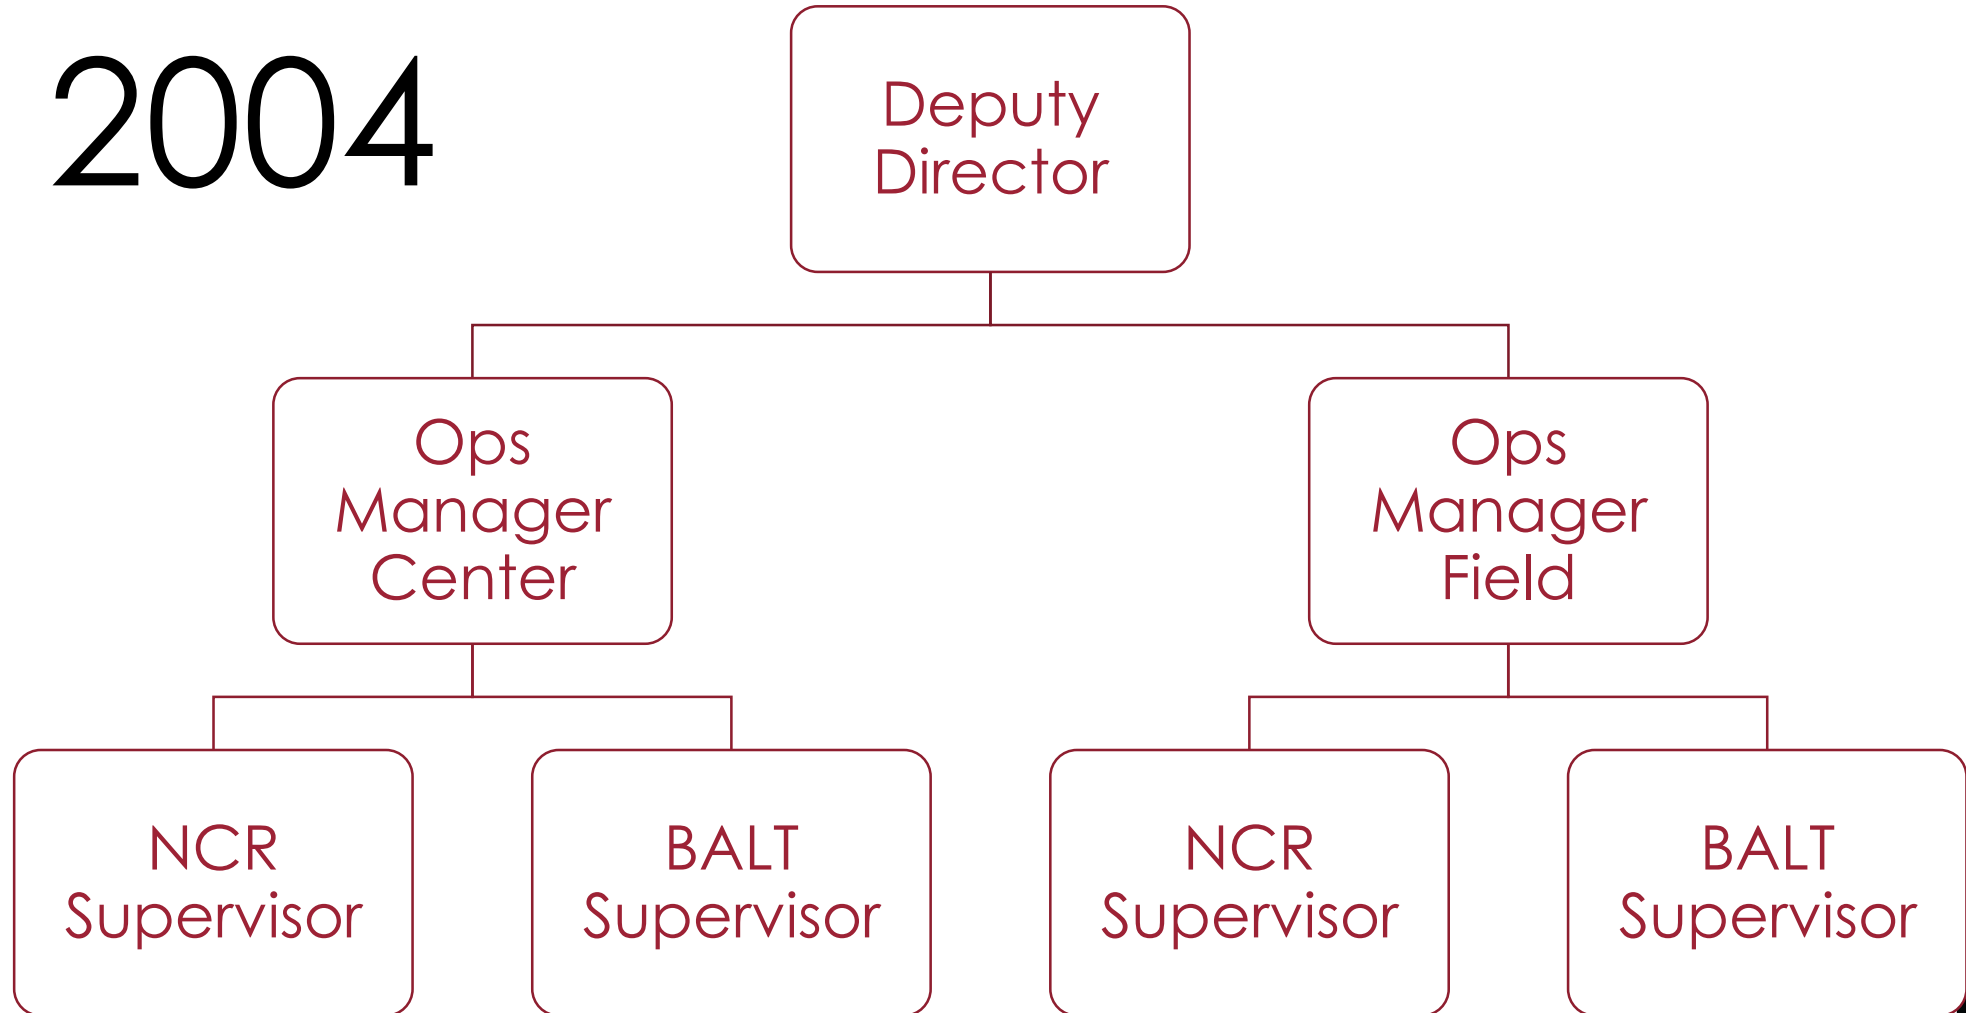 2004
Deputy
Director
Ops
Manager
Center
Ops
Manager
Field
NCR
Supervisor
BALT
Supervisor
NCR
Supervisor
BALT
Supervisor